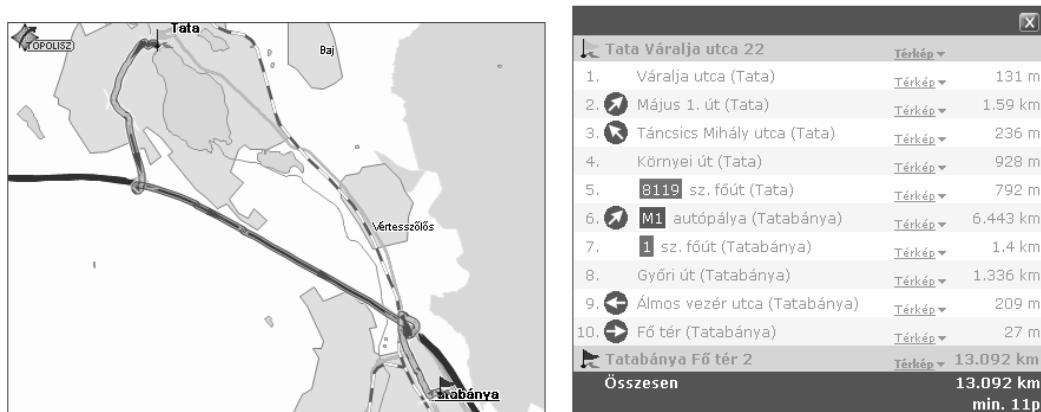 Tata
TOPOLISZ
Baj
Vértesszőlős
atabánya
X
Tata Váralja utca 22 Térkép
1. Váralja utca (Tata) Térkép 131 m
2. Május 1. út (Tata) Térkép 1.59 km
3. Táncsics Mihály utca (Tata) Térkép 236 m
4. Környei út (Tata) Térkép 928 m
5. 8119 sz. főút (Tata) Térkép 792 m
6. M1 autópálya (Tatabánya) Térkép 6.443 km
7. 1 sz. főút (Tatabánya) Térkép 1.4 km
8. Győri út (Tatabánya) Térkép 1.336 km
9. Álmos vezér utca (Tatabánya) Térkép 209 m
10. Fő tér (Tatabánya) Térkép 27 m
Tatabánya Fő tér 2 Térkép 13.092 km
Összesen 13.092 km
min. 11p